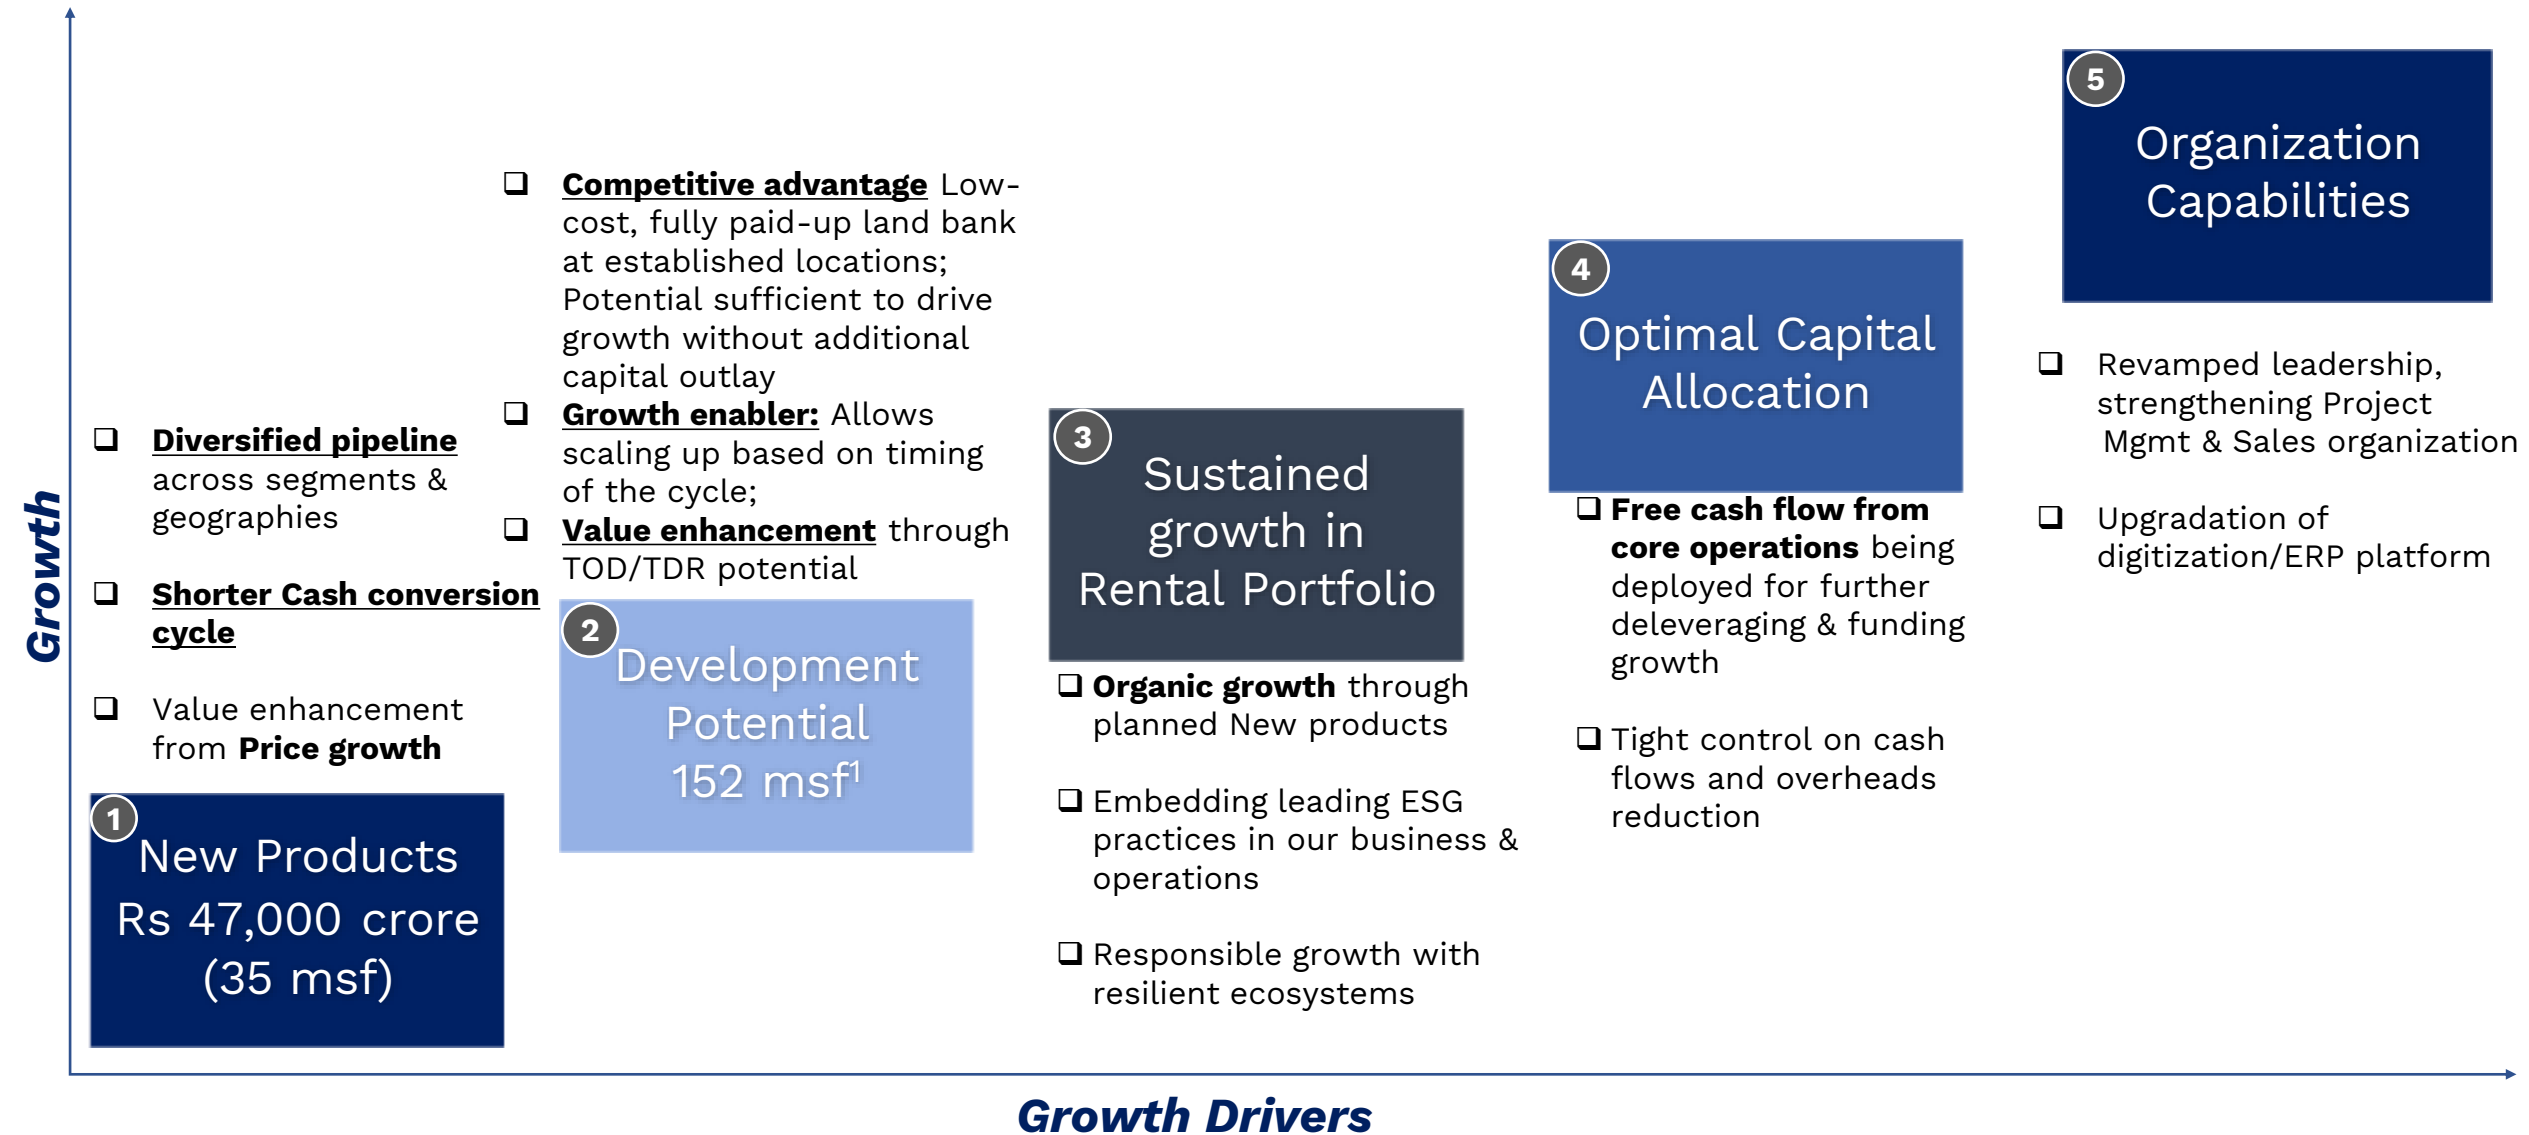 Growth
❑ Diversified pipeline
across segments &
geographies
❑ Shorter Cash conversion
cycle
❑ Value enhancement
from Price growth
1
New Products
Rs 47,000 crore
(35 msf)
❑ Competitive advantage Low-
cost, fully paid-up land bank
at established locations;
Potential sufficient to drive
growth without additional
capital outlay
❑ Growth enabler: Allows
scaling up based on timing
of the cycle;
❑ Value enhancement through
TOD/TDR potential
2
Development
Potential
152 msf¹
3
Sustained
growth in
Rental Portfolio
❑ Organic growth through
planned New products
❑ Embedding leading ESG
practices in our business &
operations
❑ Responsible growth with
resilient ecosystems
4
Optimal Capital
Allocation
❑ Free cash flow from
core operations being
deployed for further
deleveraging & funding
growth
❑ Tight control on cash
flows and overheads
reduction
5
Organization
Capabilities
❑ Revamped leadership,
strengthening Project
Mgmt & Sales organization
❑ Upgradation of
digitization/ERP platform
Growth Drivers